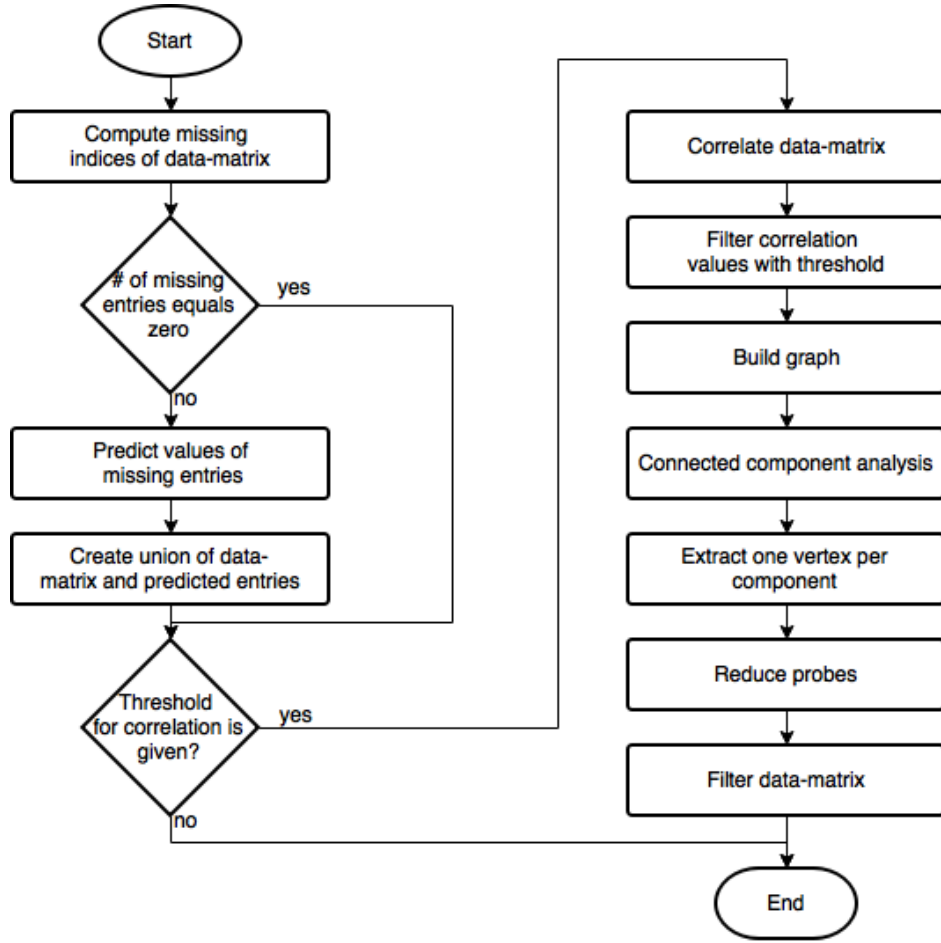 Start
Compute missing
indices of data-matrix
# of missing
entries equals
zero
yes
no
Predict values of
missing entries
Create union of data-
matrix and predicted entries
Threshold
for correlation is
given?
yes
no
Correlate data-matrix
Filter correlation
values with threshold
Build graph
Connected component analysis
Extract one vertex per
component
Reduce probes
Filter data-matrix
End